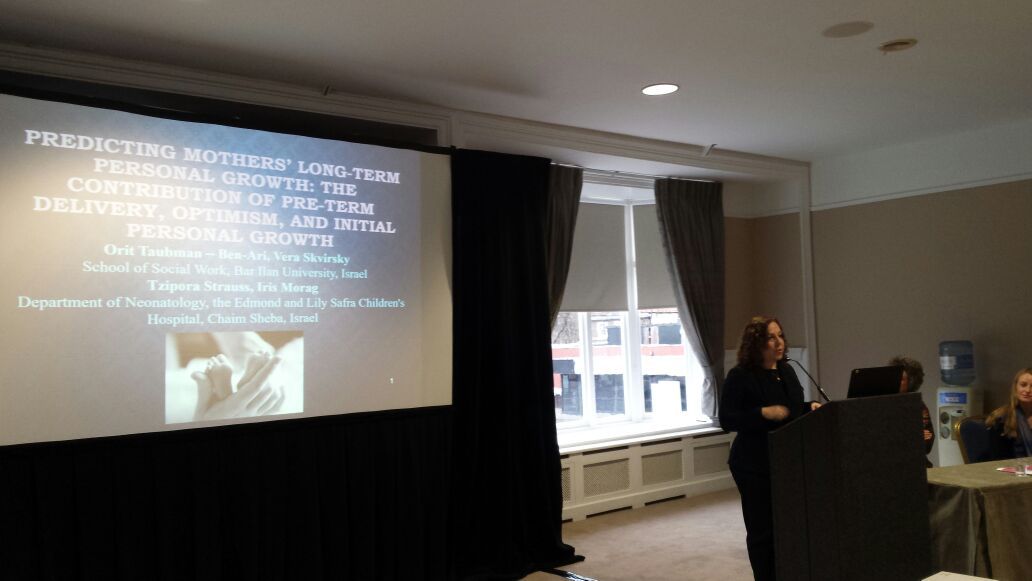 PREDICTING MOTHERS' LONG-TERM
PERSONAL GROWTH: THE
CONTRIBUTION OF PRE-TERM
DELIVERY, OPTIMISM, AND INITIAL
PERSONAL GROWTH
Orit Taubman – Ben-Ari, Vera Skvirsky
School of Social Work, Bar Ilan University, Israel
Tzipora Strauss, Iris Morag
Department of Neonatology, the Edmond and Lily Safra Children's
Hospital, Chaim Sheba, Israel
1